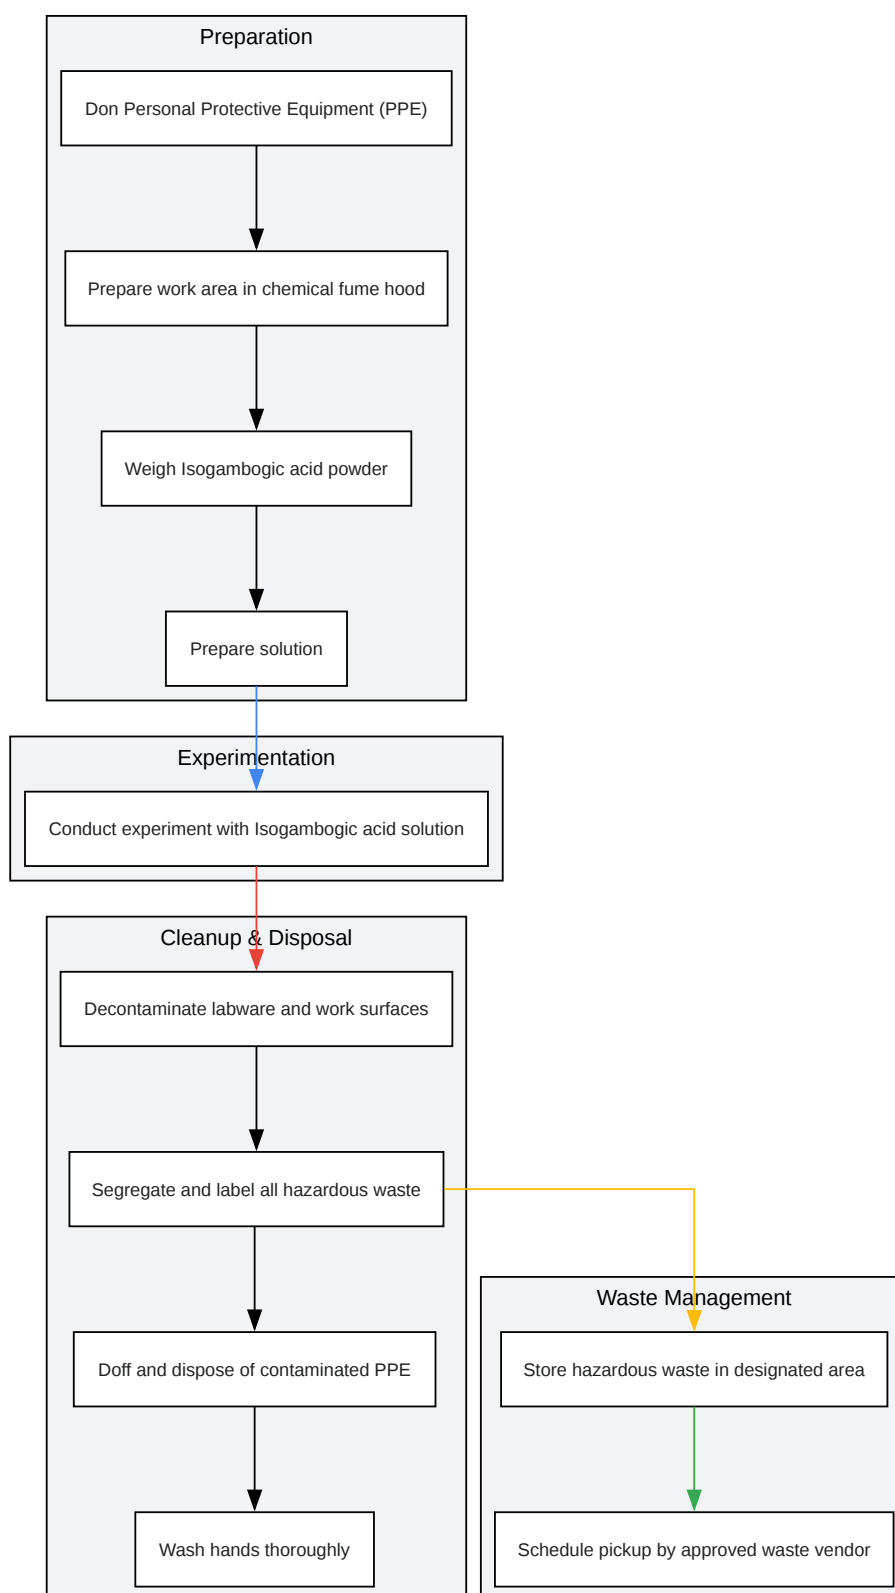 Preparation
Don Personal Protective Equipment (PPE)
Prepare work area in chemical fume hood
Weigh Isogambogic acid powder
Prepare solution
Experimentation
Conduct experiment with Isogambogic acid solution
Cleanup & Disposal
Decontaminate labware and work surfaces
Segregate and label all hazardous waste
Doff and dispose of contaminated PPE
Wash hands thoroughly
Waste Management
Store hazardous waste in designated area
Schedule pickup by approved waste vendor